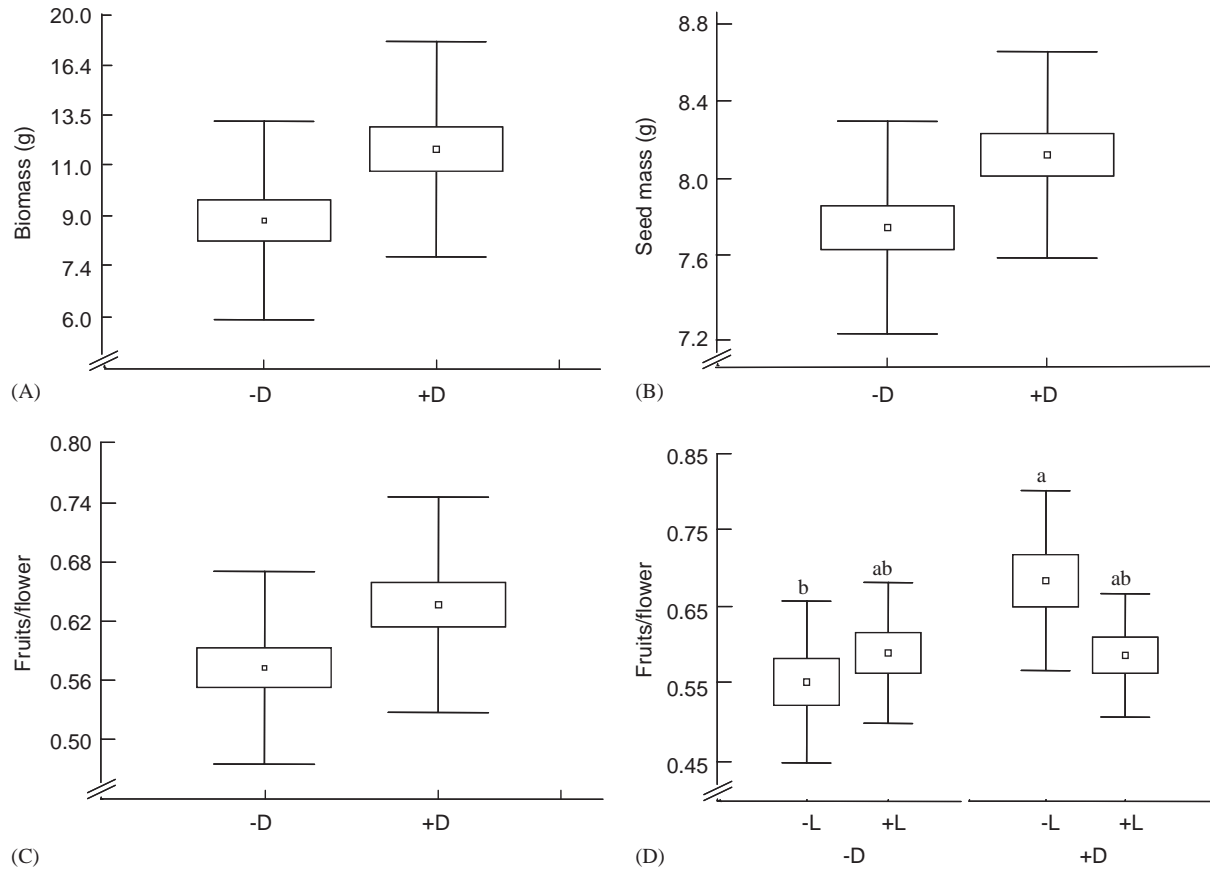 Biomass (g)
20.0
16.4
13.5
11.0
9.0
7.4
6.0
-D
+D
(A)
Seed mass (g)
8.8
8.4
8.0
7.6
7.2
-D
+D
(B)
Fruits/flower
0.80
0.74
0.68
0.62
0.56
0.50
-D
+D
(C)
Fruits/flower
0.85
0.75
0.65
0.55
0.45
b
ab
a
ab
-L +L -L +L
-D +D
(D)